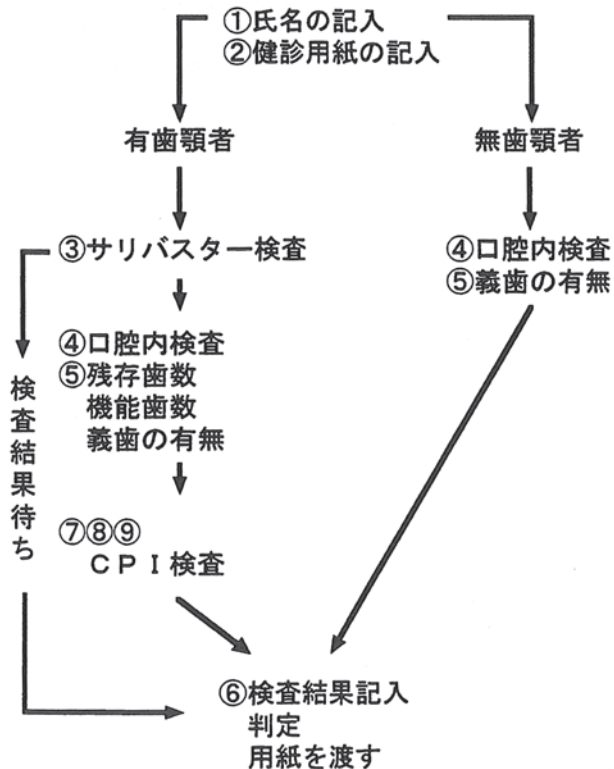 ①氏名の記入
②健診用紙の記入
有歯顎者
無歯顎者
③サリバスター検査
④口腔内検査
⑤義歯の有無
④口腔内検査
⑤残存歯数
機能歯数
義歯の有無
検査結果待ち
⑦⑧⑨
ＣＰＩ検査
⑥検査結果記入
判定
用紙を渡す